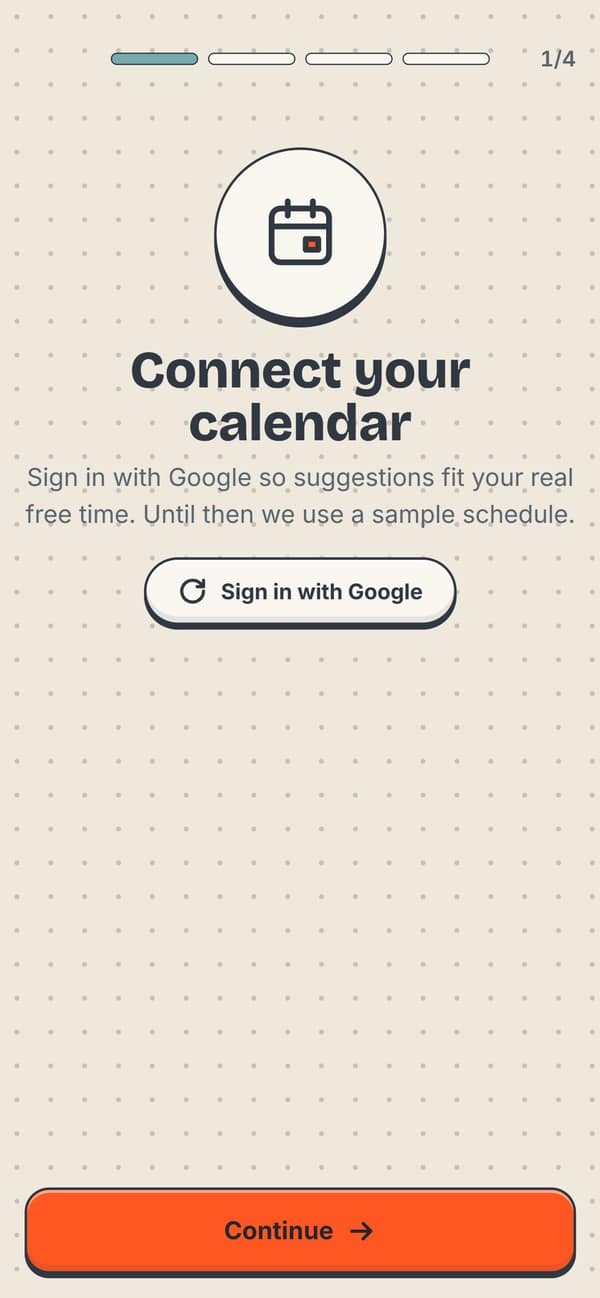 1/4
Connect your
calendar
Sign in with Google so suggestions fit your real
free time. Until then we use a sample schedule.
Sign in with Google
Continue